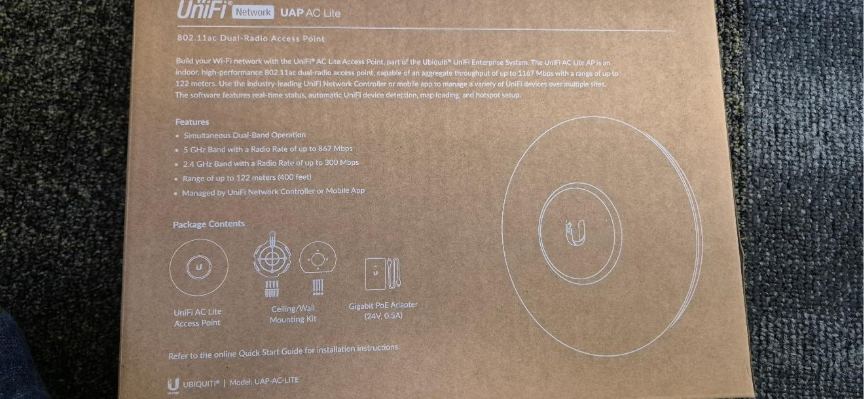 UniFi® Network UAP AC Lite
802.11ac Dual-Radio Access Point
Build your Wi-Fi network with the UniFi® AC Lite Access Point, part of the Ubiquiti® UniFi Enterprise System. The UniFi AC Lite AP is an
indoor, high-performance 802.11ac dual-radio access point, capable of an aggregate throughput of up to 1167 Mbps with a range of up to
122 meters. Use the industry-leading UniFi Network Controller or mobile app to manage a variety of UniFi devices over multiple sites.
The software features real-time status, automatic UniFi device detection, map loading, and hotspot setup.
Features
• Simultaneous Dual-Band Operation
• 5 GHz Band with a Radio Rate of up to 867 Mbps
• 2.4 GHz Band with a Radio Rate of up to 300 Mbps
• Range of up to 122 meters (400 feet)
• Managed by UniFi Network Controller or Mobile App
Package Contents
UniFi AC Lite
Access Point
Ceiling/Wall
Mounting Kit
Gigabit PoE Adapter
(24V, 0.5A)
Refer to the online Quick Start Guide for installation instructions.
UBIQUITI® | Model: UAP-AC-LITE